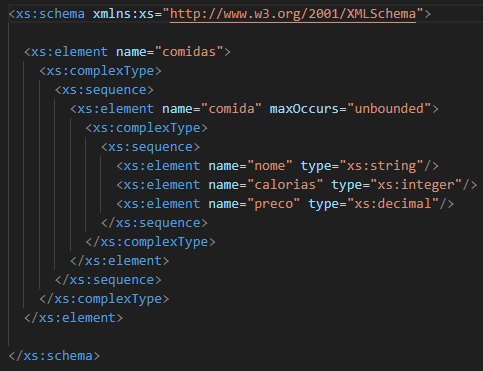 <xs:schema xmlns:xs="http://www.w3.org/2001/XMLSchema">
<xs:element name="comidas">
<xs:complexType>
<xs:sequence>
<xs:element name="comida" maxOccurs="unbounded">
<xs:complexType>
<xs:sequence>
<xs:element name="nome" type="xs:string"/>
<xs:element name="calorias" type="xs:integer"/>
<xs:element name="preco" type="xs:decimal"/>
</xs:sequence>
</xs:complexType>
</xs:element>
</xs:sequence>
</xs:complexType>
</xs:element>
</xs:schema>